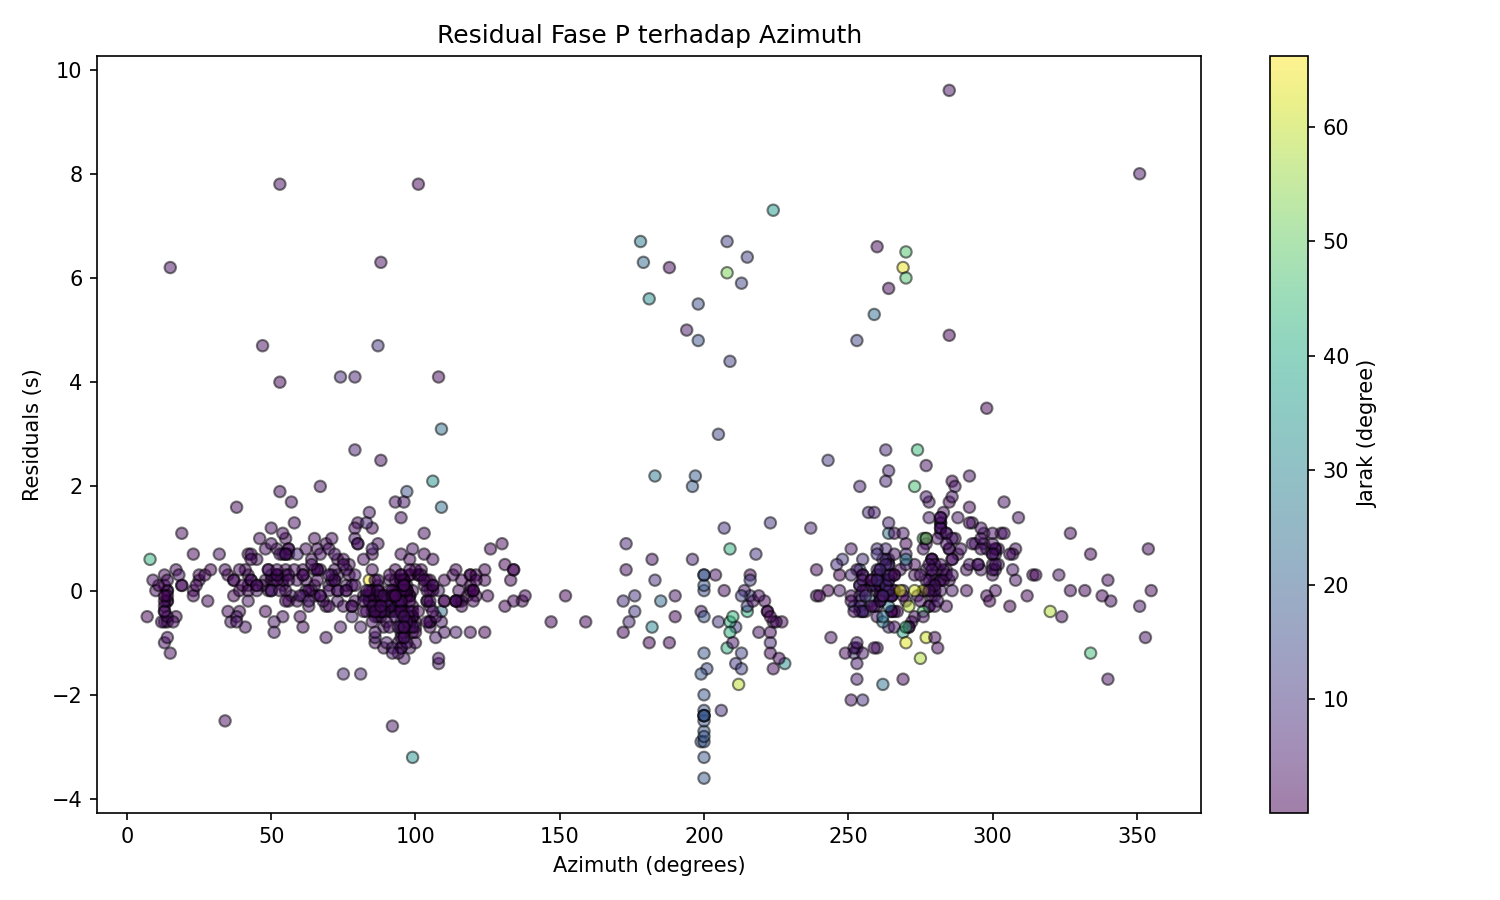 Residual Fase P terhadap Azimuth
10
8
6
4
2
0
−2
−4
Residuals (s)
0 50 100 150 200 250 300 350
Azimuth (degrees)
60
50
40
30
20
10
Jarak (degree)